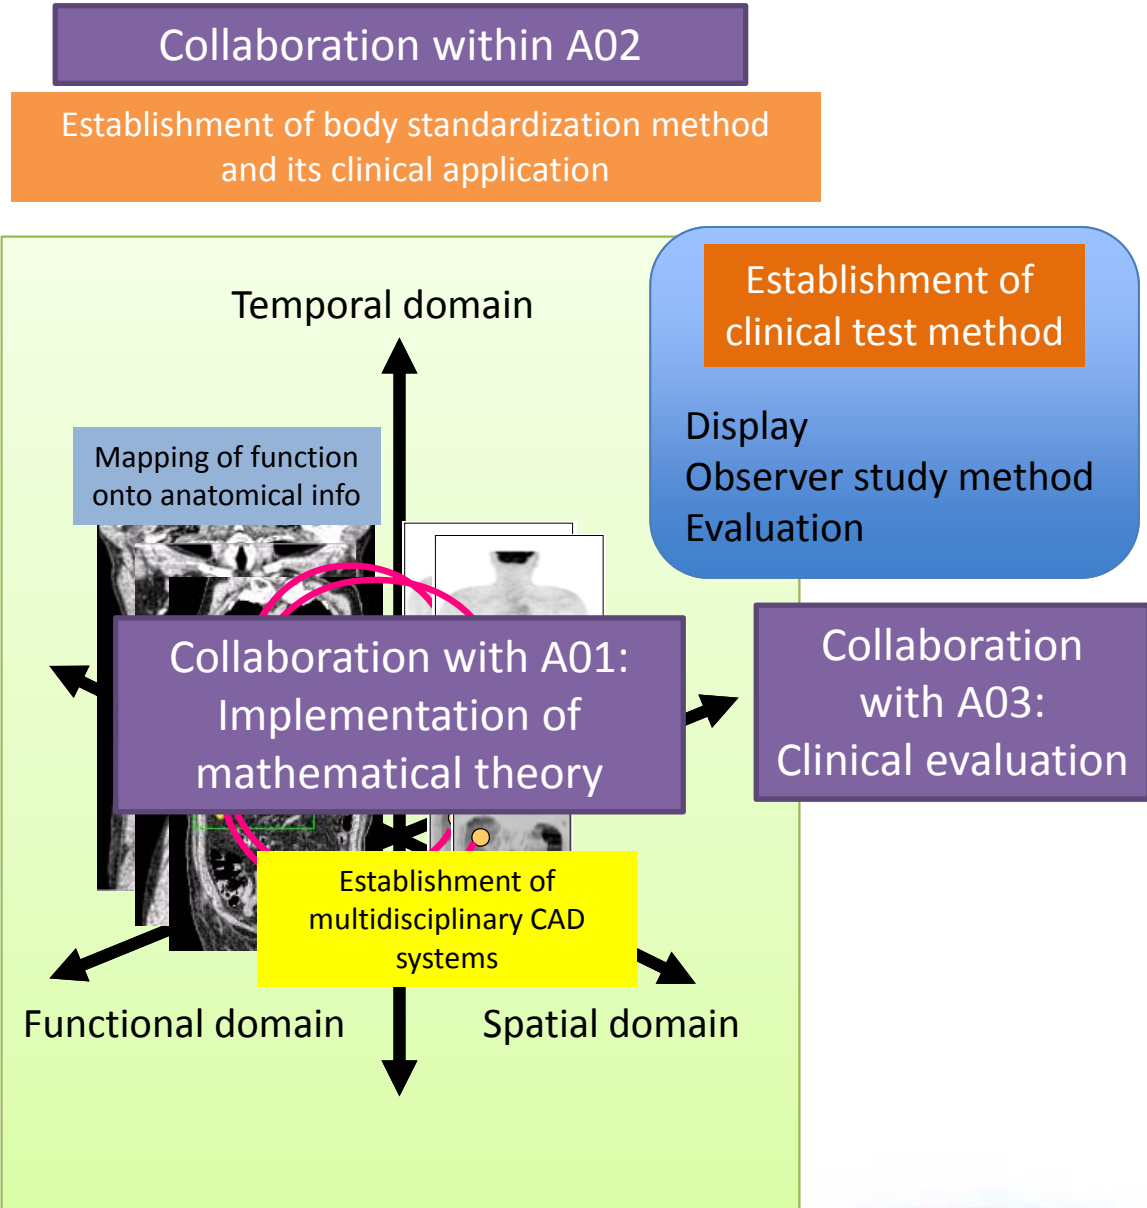 Collaboration within A02
Establishment of body standardization method
and its clinical application
Establishment of
clinical test method
Display
Observer study method
Evaluation
Temporal domain
Mapping of function
onto anatomical info
Collaboration with A01:
Implementation of
mathematical theory
Collaboration
with A03:
Clinical evaluation
Establishment of
multidisciplinary CAD
systems
Functional domain
Spatial domain